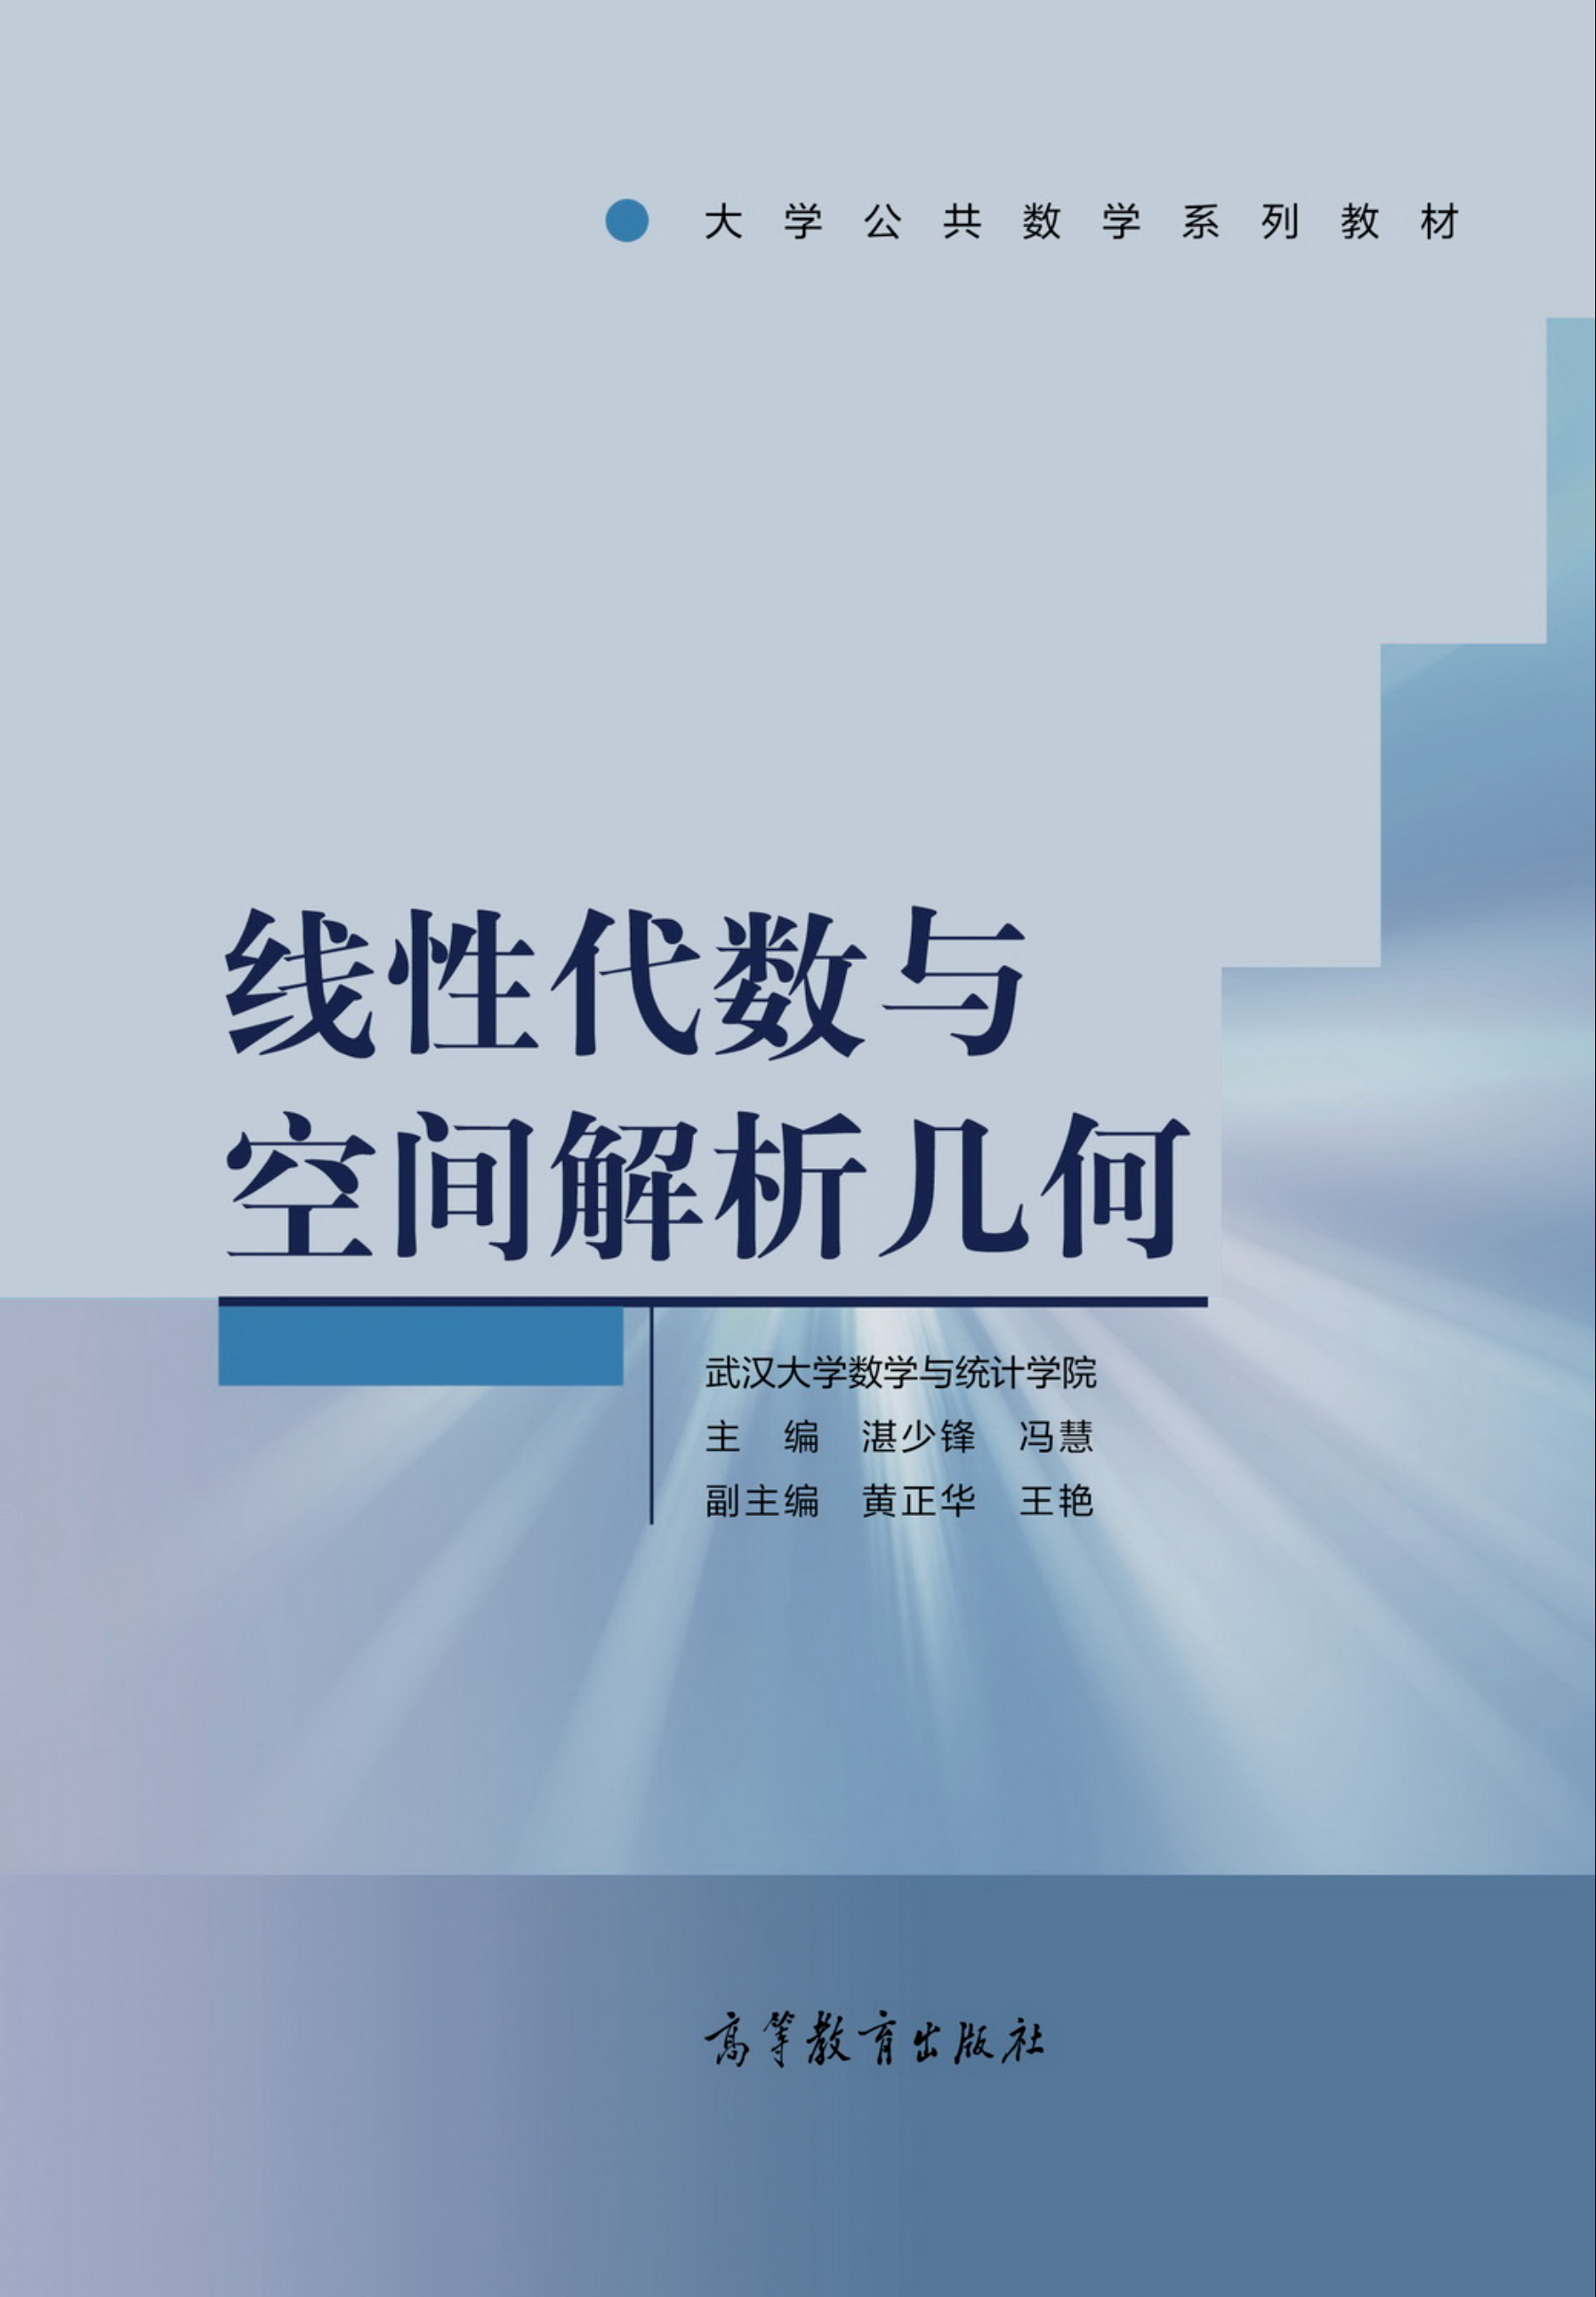 大学公共数学系列教材
线性代数与
空间解析几何
武汉大学数学与统计学院
主 编 湛少锋 冯慧
副主编 黄正华 王艳
高等教育出版社